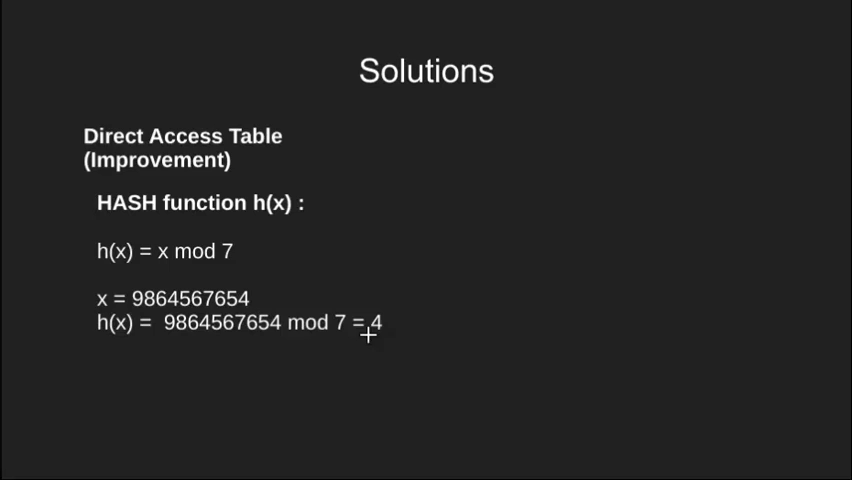 Solutions
Direct Access Table
(Improvement)
HASH function h(x) :
h(x) = x mod 7
x = 9864567654
h(x) =  9864567654 mod 7 = 4